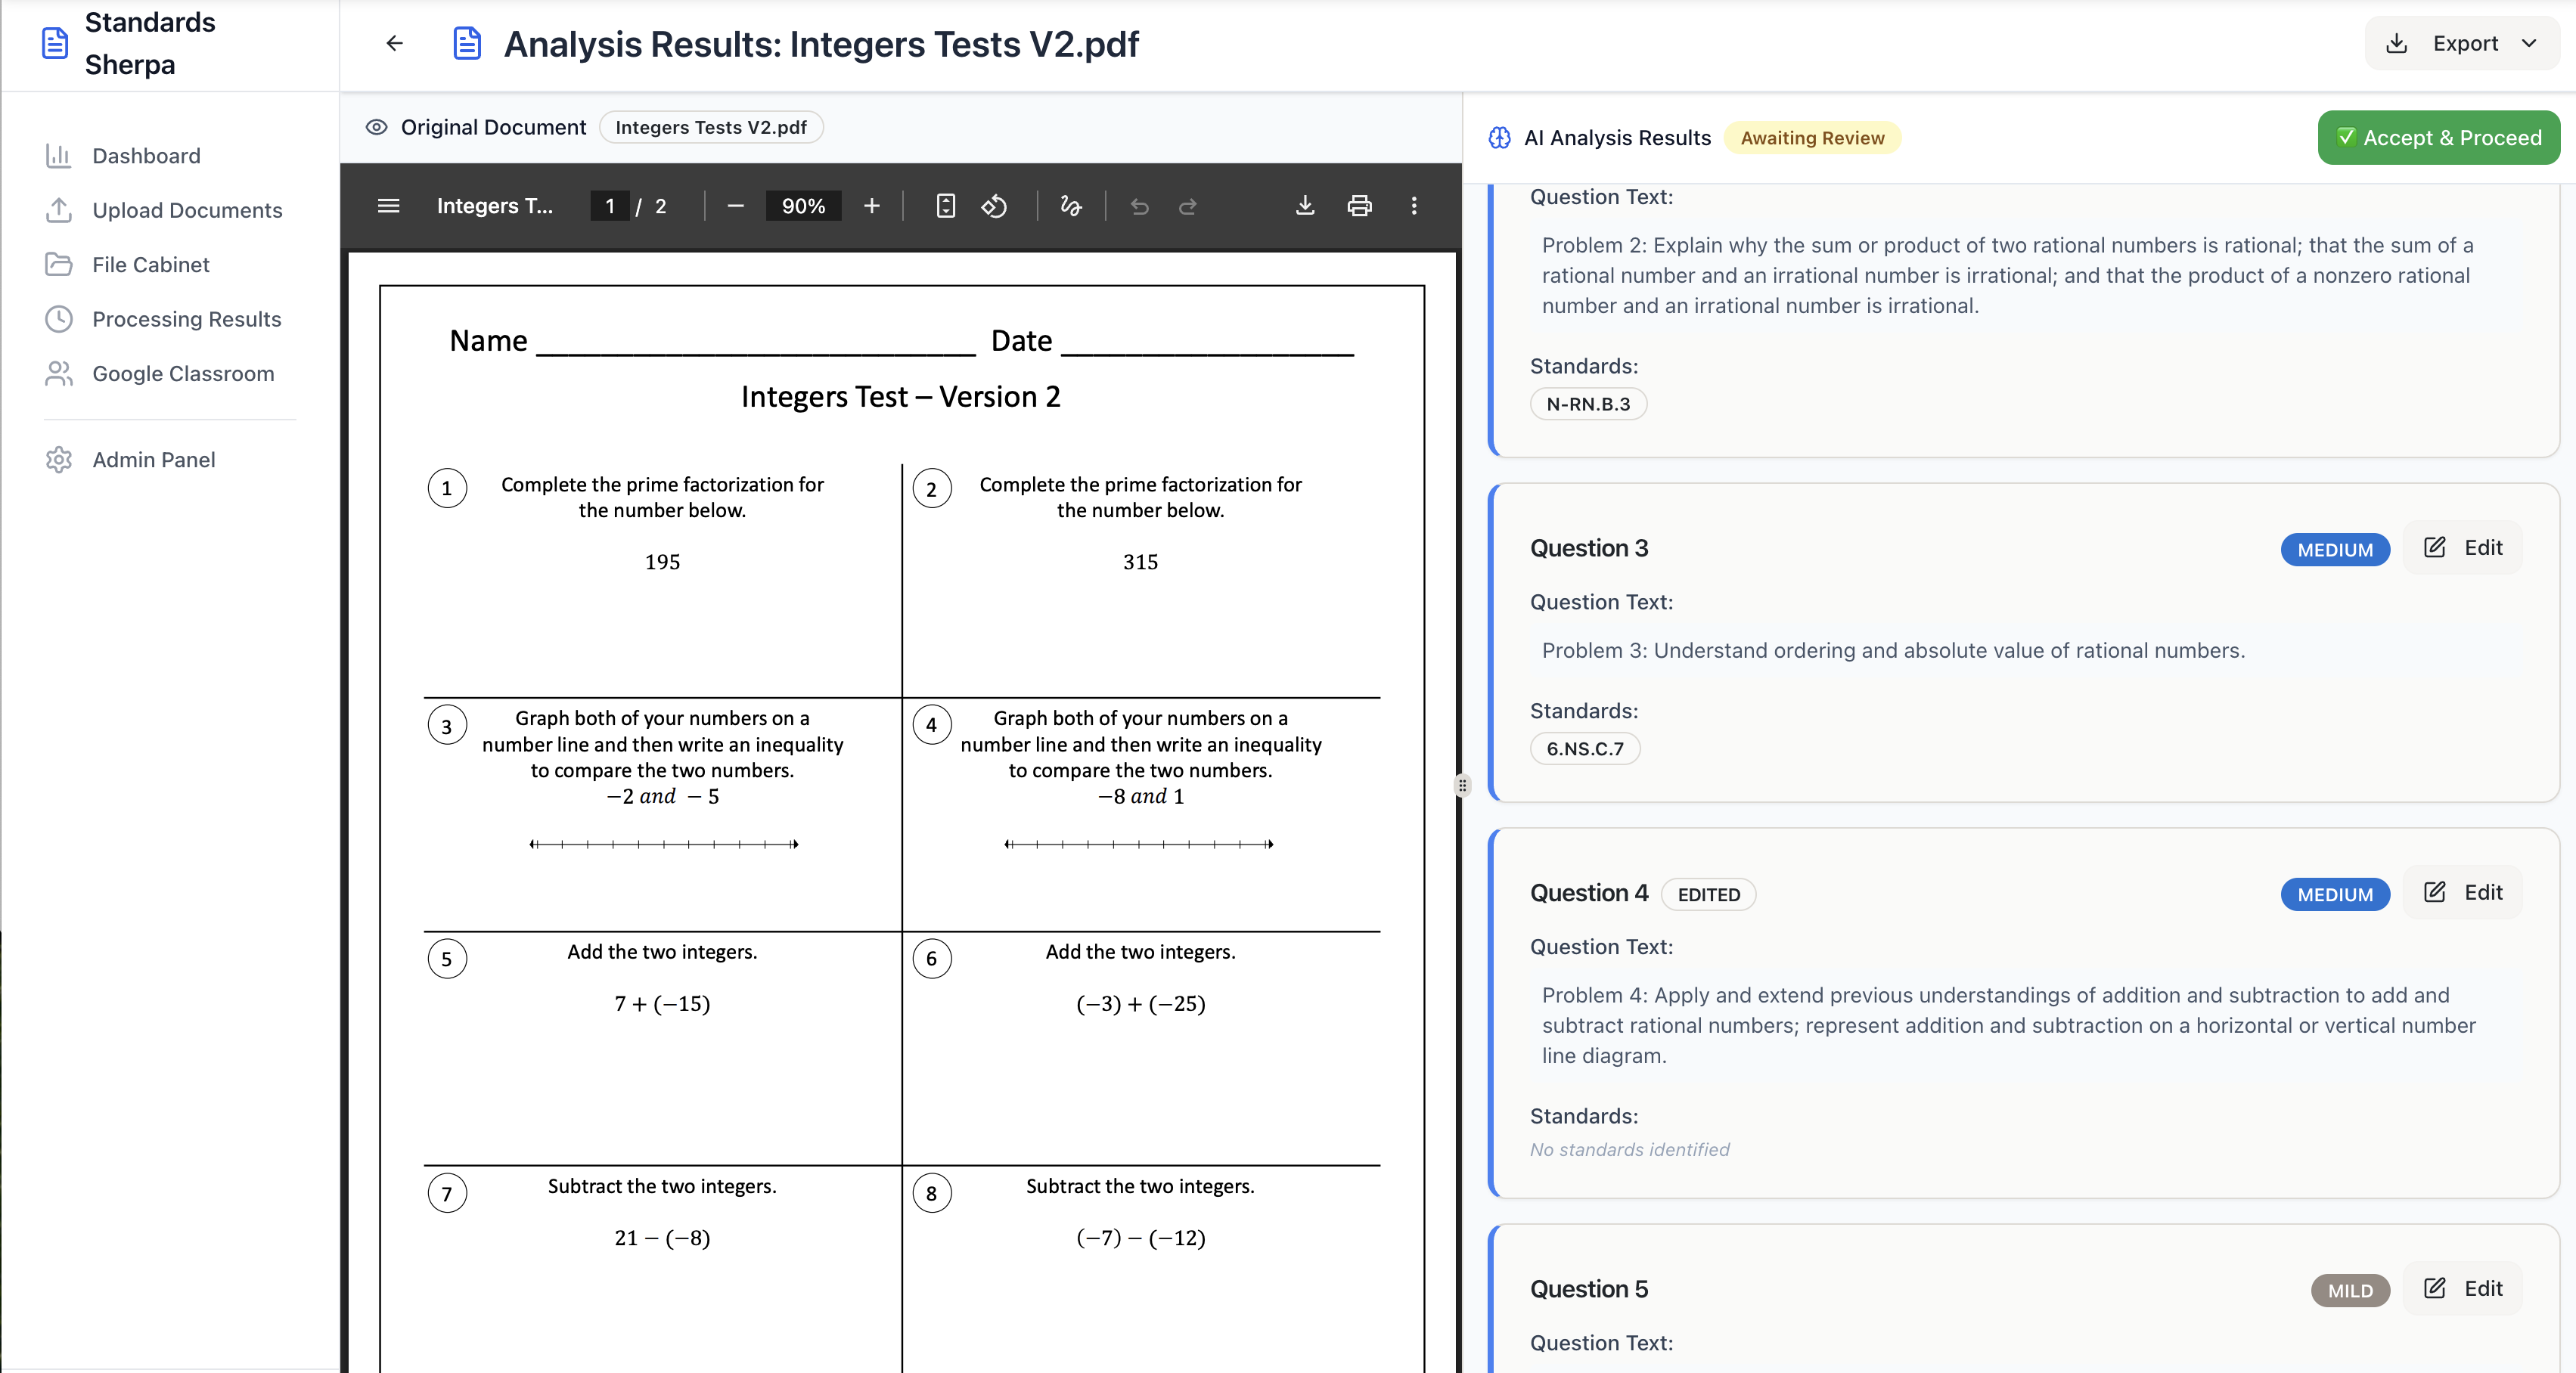 Standards
Sherpa
Dashboard
Upload Documents
File Cabinet
Processing Results
Google Classroom
Admin Panel
Analysis Results: Integers Tests V2.pdf
Export
Original Document
Integers Tests V2.pdf
Integers T...
1 / 2
90%
Name ______________________________ Date ____________________
Integers Test – Version 2
1
Complete the prime factorization for
the number below.
195
2
Complete the prime factorization for
the number below.
315
3
Graph both of your numbers on a
number line and then write an inequality
to compare the two numbers.
−2 and − 5
4
Graph both of your numbers on a
number line and then write an inequality
to compare the two numbers.
−8 and 1
5
Add the two integers.
7 + (−15)
6
Add the two integers.
(−3) + (−25)
7
Subtract the two integers.
21 − (−8)
8
Subtract the two integers.
(−7) − (−12)
AI Analysis Results
Awaiting Review
✅ Accept & Proceed
Question Text:
Problem 2: Explain why the sum or product of two rational numbers is rational; that the sum of a
rational number and an irrational number is irrational; and that the product of a nonzero rational
number and an irrational number is irrational.
Standards:
N-RN.B.3
Question 3
MEDIUM
Edit
Question Text:
Problem 3: Understand ordering and absolute value of rational numbers.
Standards:
6.NS.C.7
Question 4
EDITED
MEDIUM
Edit
Question Text:
Problem 4: Apply and extend previous understandings of addition and subtraction to add and
subtract rational numbers; represent addition and subtraction on a horizontal or vertical number
line diagram.
Standards:
No standards identified
Question 5
MILD
Edit
Question Text: